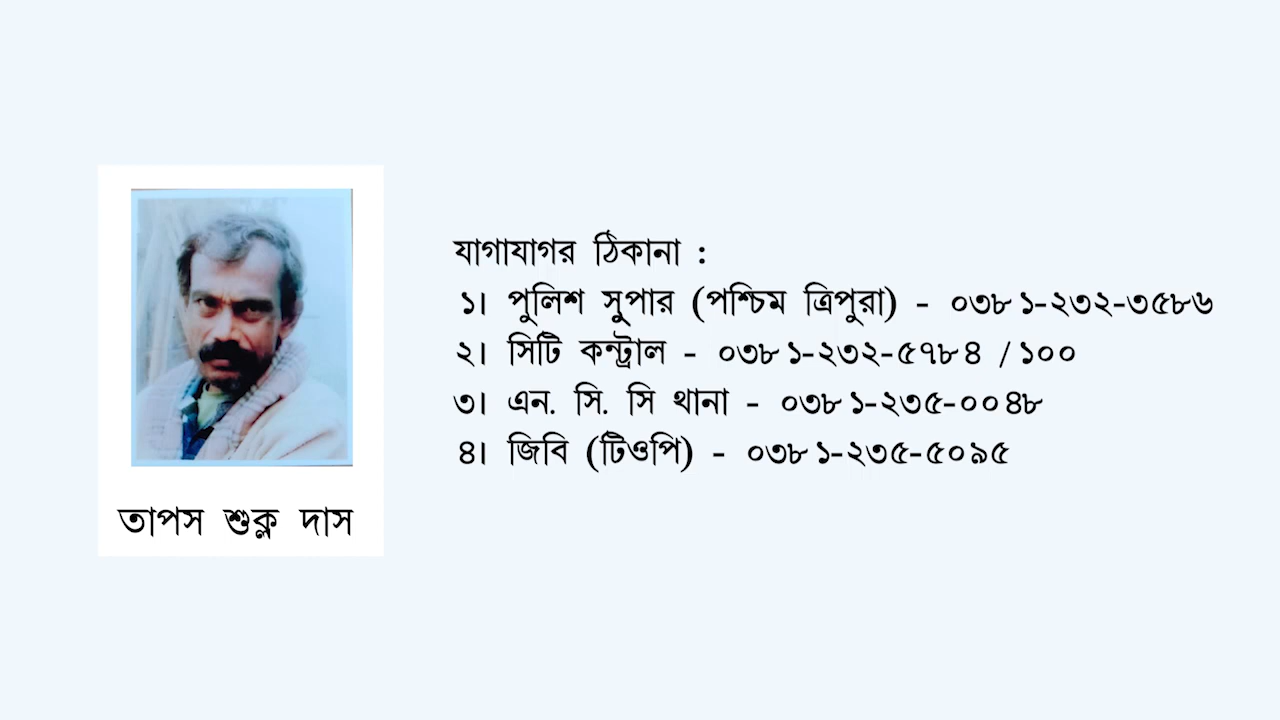 যাগাযাগর ঠিকানা :
১। পুলিশ সুপার (পশ্চিম ত্রিপুরা) - ০৩৮১-২৩২-৩৫৮৬
২। সিটি কন্ট্রাল - ০৩৮১-২৩২-৫৭৮৪ /১০০
৩। এন. সি. সি থানা - ০৩৮১-২৩৫-০০৪৮
৪। জিবি (টিওপি) - ০৩৮১-২৩৫-৫০৯৫
তাপস শুক্ল দাস